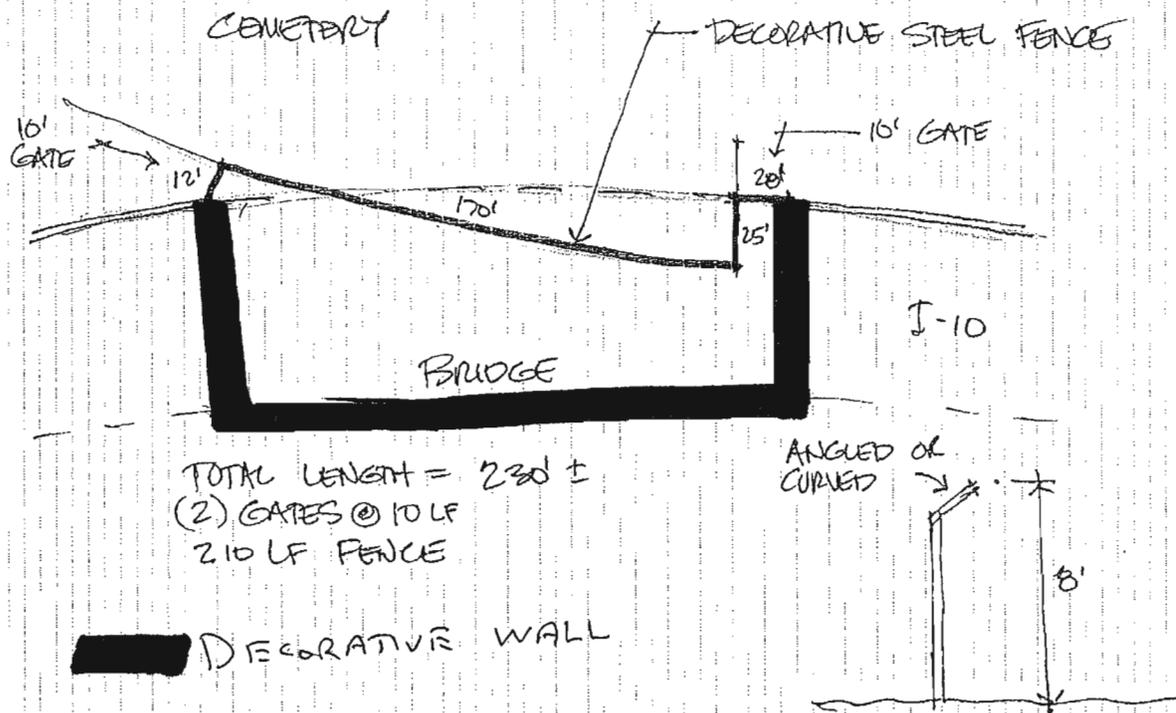 CEMETERY
DECORATIVE STEEL FENCE
10'
GATE
10' GATE
12'
20'
170'
25'
I-10
BRIDGE
TOTAL LENGTH = 230' ±
(2) GATES @ 10 LF
210 LF FENCE
ANGLED OR
CURVED
8'
DECORATIVE WALL